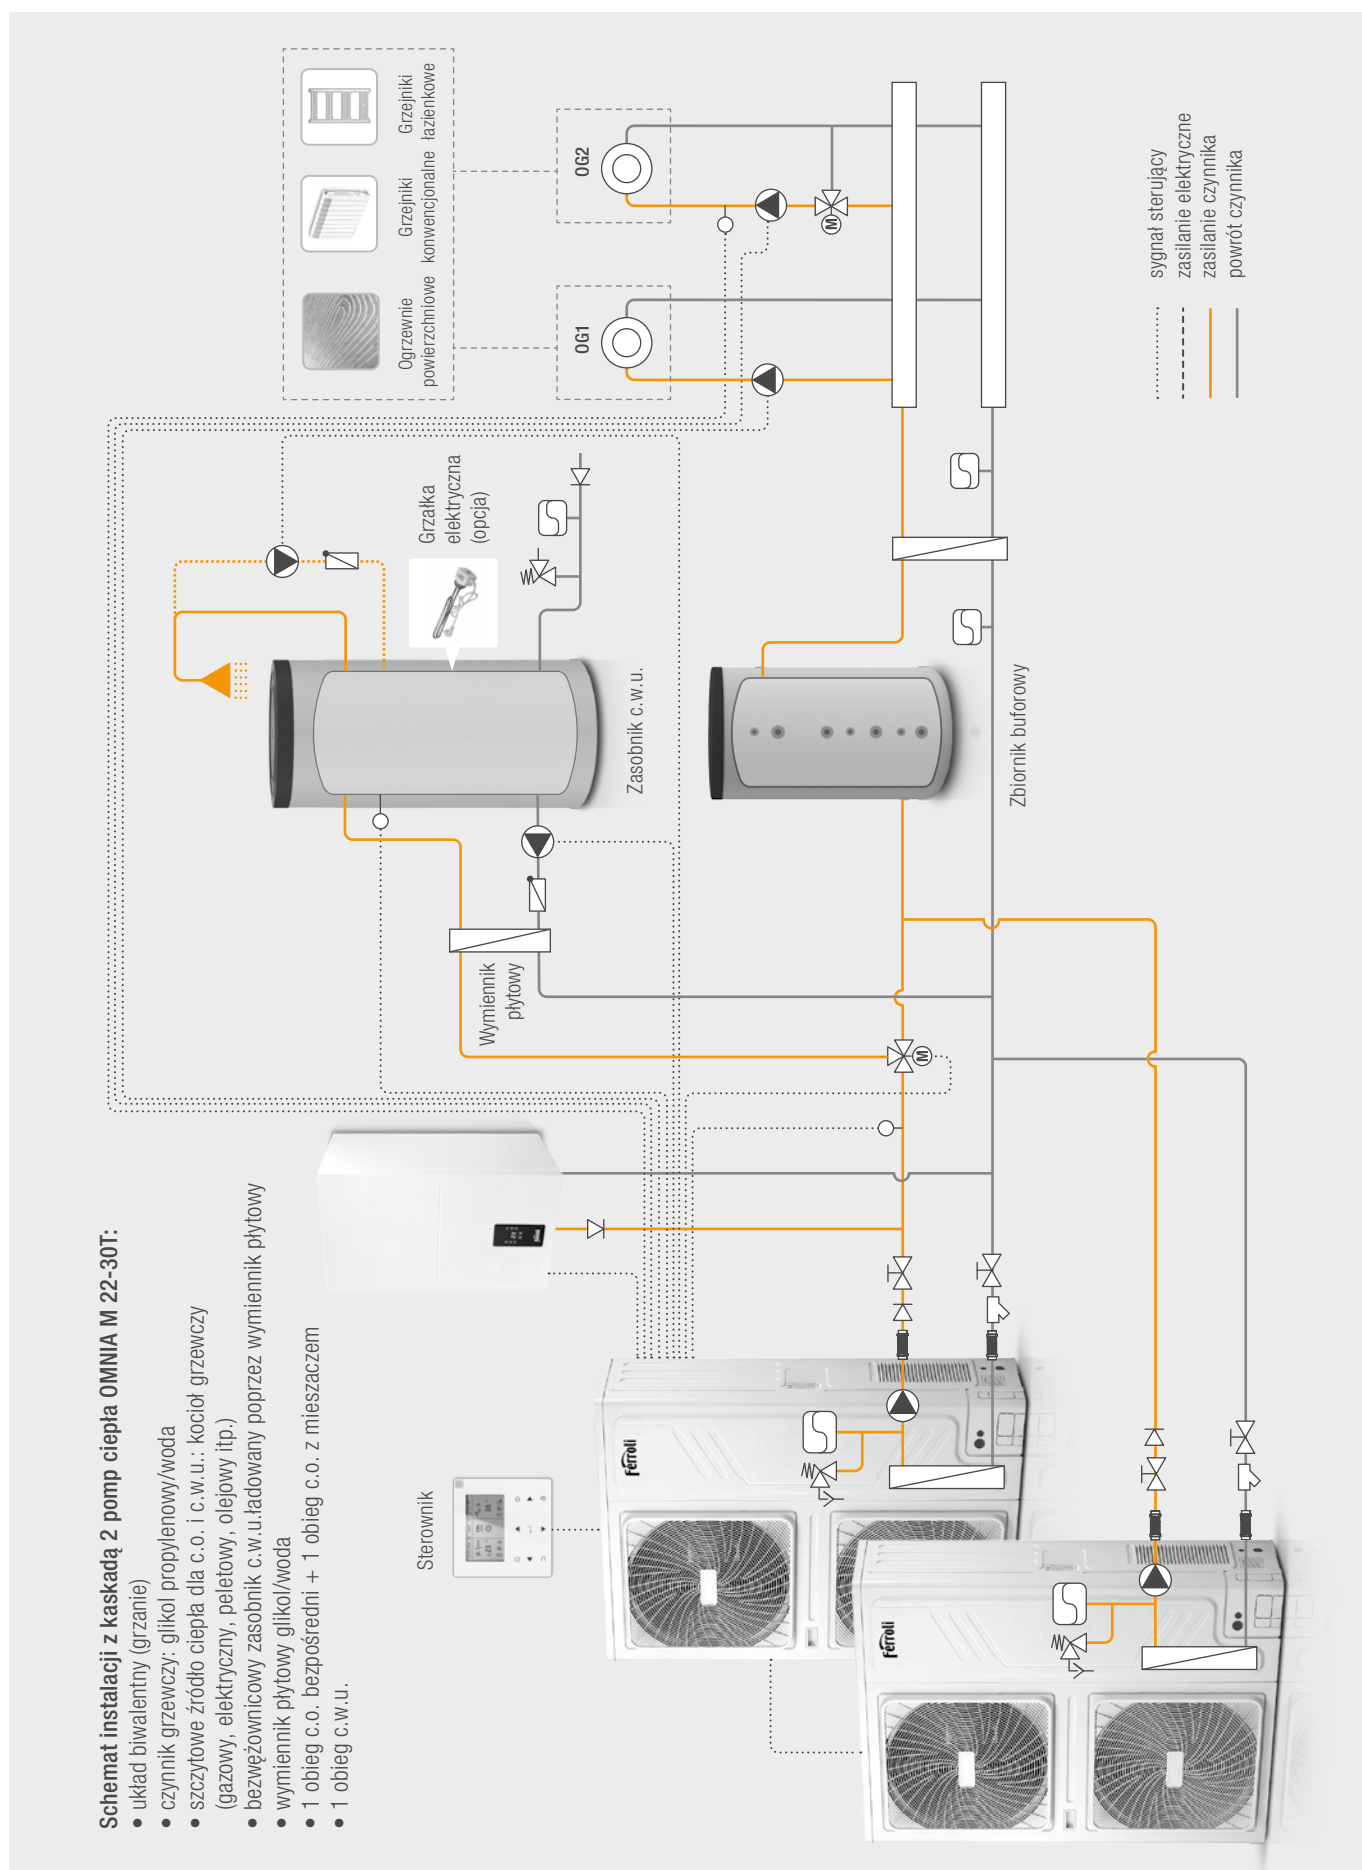 Schemat instalacji z kaskadą 2 pomp ciepła OMNIA M 22-30T:
• układ biwalentny (grzanie)
• czynnik grzewczy: glikol propylenowy/woda
• szczytowe źródło ciepła dla c.o. i c.w.u.: kocioł grzewczy
(gazowy, elektryczny, peletowy, olejowy itp.)
• bezwężownicowy zasobnik c.w.u.ładowany poprzez wymiennik płytowy
• wymiennik płytowy glikol/woda
• 1 obieg c.o. bezpośredni + 1 obieg c.o. z mieszaczem
• 1 obieg c.w.u.
Sterownik
Ferroli
Ferroli
Wymiennik
płytowy
Zasobnik c.w.u.
Grzałka
elektryczna
(opcja)
Zbiornik buforowy
M
M
OG1
OG2
Ogrzewnie
powierzchniowe
Grzejniki
konwencjonalne
Grzejniki
łazienkowe
sygnał sterujący
zasilanie elektryczne
zasilanie czynnika
powrót czynnika